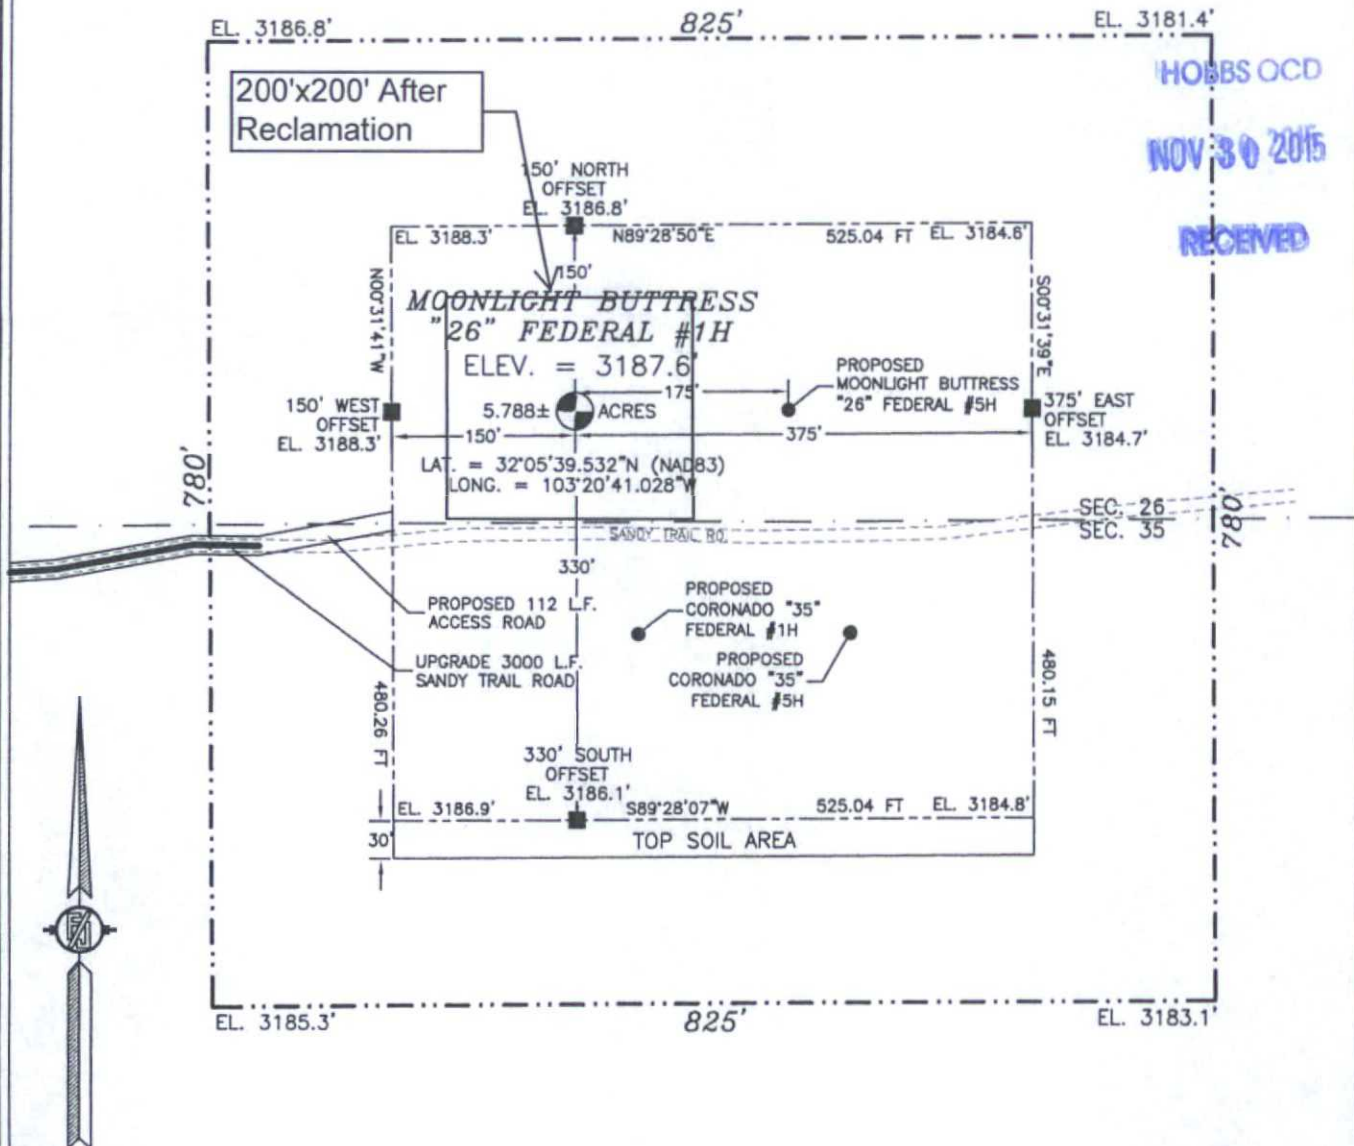 EL. 3186.8'
825'
EL. 3181.4'
HOBBS OCD
NOV 30 2015
RECEIVED
200'x200' After
Reclamation
150' NORTH
OFFSET
EL. 3186.8'
EL. 3188.3'
N89°28'50"E
525.04 FT
EL. 3184.6'
N00°31'41"W
150'
S00°31'39"E
MOONLIGHT BUTTRESS
"26" FEDERAL #1H
ELEV. = 3187.6'
175'
PROPOSED
MOONLIGHT BUTTRESS
"26" FEDERAL #5H
150' WEST
OFFSET
EL. 3188.3'
5.788± ACRES
375' EAST
OFFSET
EL. 3184.7'
150'
375'
LAT. = 32°05'39.532"N (NAD83)
LONG. = 103°20'41.028"W
780'
780'
SEC. 26
SEC. 35
SANDY TRAIL RD.
330'
PROPOSED 112 L.F.
ACCESS ROAD
PROPOSED
CORONADO "35"
FEDERAL #1H
UPGRADE 3000 L.F.
SANDY TRAIL ROAD
PROPOSED
CORONADO "35"
FEDERAL #5H
480.26 FT
480.15 FT
330' SOUTH
OFFSET
EL. 3186.1'
EL. 3186.9'
S89°28'07"W
525.04 FT
EL. 3184.8'
30'
TOP SOIL AREA
EL. 3185.3'
825'
EL. 3183.1'